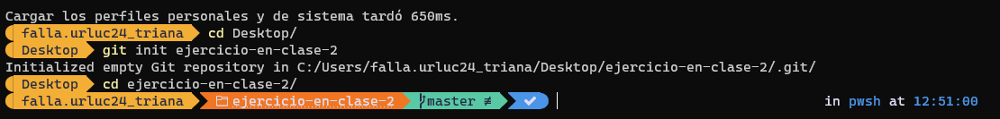 Cargar los perfiles personales y de sistema tardó 650ms.
falla.urluc24_triana cd Desktop/
Desktop git init ejercicio-en-clase-2
Initialized empty Git repository in C:/Users/falla.urluc24_triana/Desktop/ejercicio-en-clase-2/.git/
Desktop cd ejercicio-en-clase-2/
falla.urluc24_triana ejercicio-en-clase-2 master ≢ ✔ in pwsh at 12:51:00